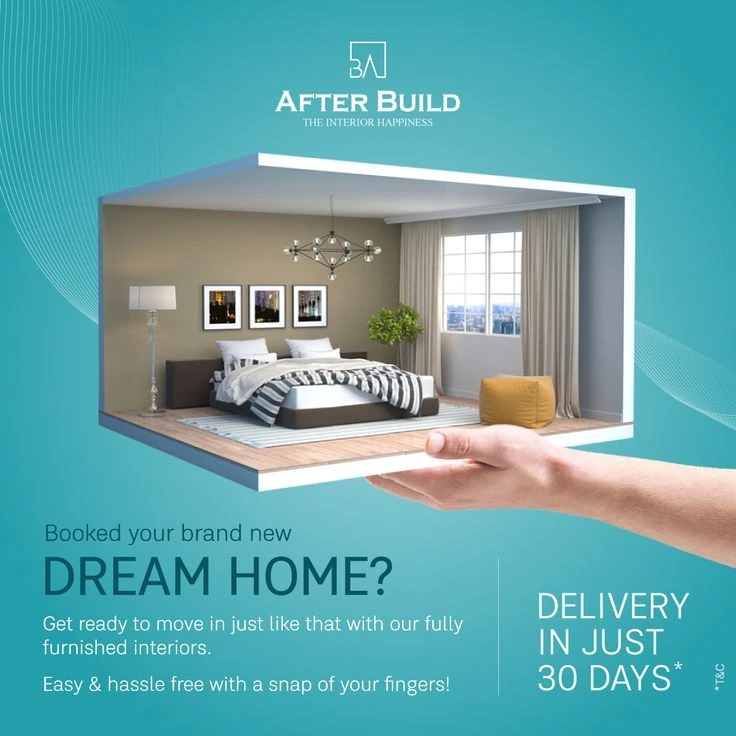 BA
AFTER BUILD
THE INTERIOR HAPPINESS
Booked your brand new
DREAM HOME?
Get ready to move in just like that with our fully
furnished interiors.
Easy & hassle free with a snap of your fingers!
DELIVERY
IN JUST
30 DAYS*
*T&C